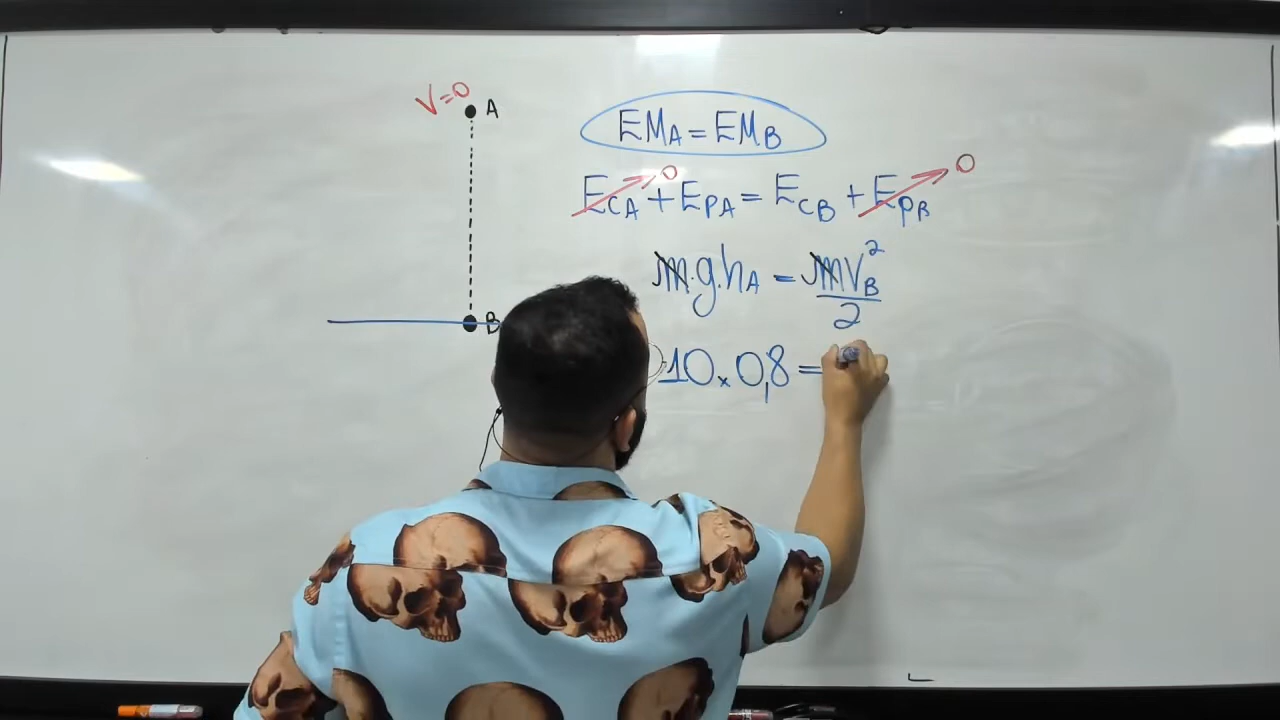 V=0
A
B
EMA = EMB
ECA → 0 + EPA = ECB + EPB → 0
m.g.hA = mVB²/2
10 x 0,8 =